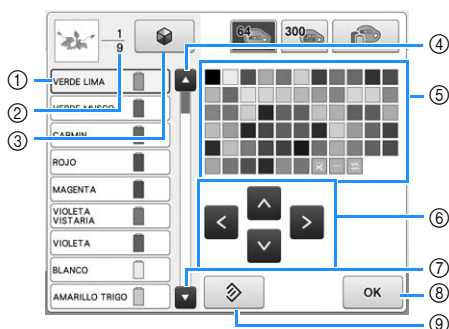 1
9
64
300
①
VERDE LIMA
②
VERDE MUSCO
③
CARMIN
ROJO
MAGENTA
VIOLETA
VISTARIA
VIOLETA
BLANCO
AMARILLO TRIGO
OK
④
⑤
⑥
⑦
⑧
⑨